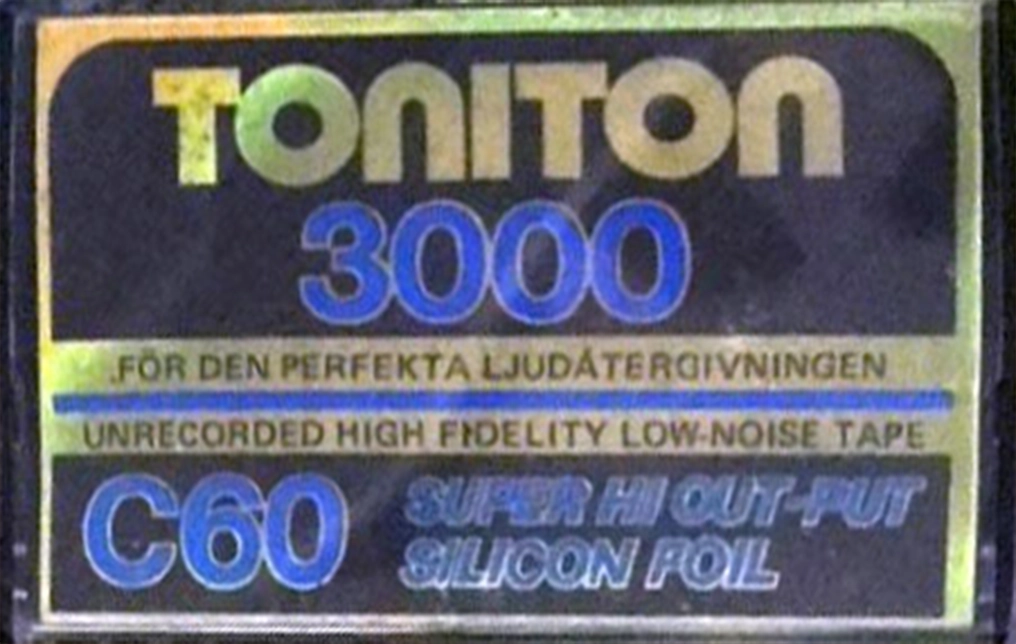 TONITON
3000
.FÖR DEN PERFEKTA LJUDÅTERGIVNINGEN
UNRECORDED HIGH FIDELITY LOW-NOISE TAPE
C60
SUPER HI OUT-PUT
SILICON FOIL